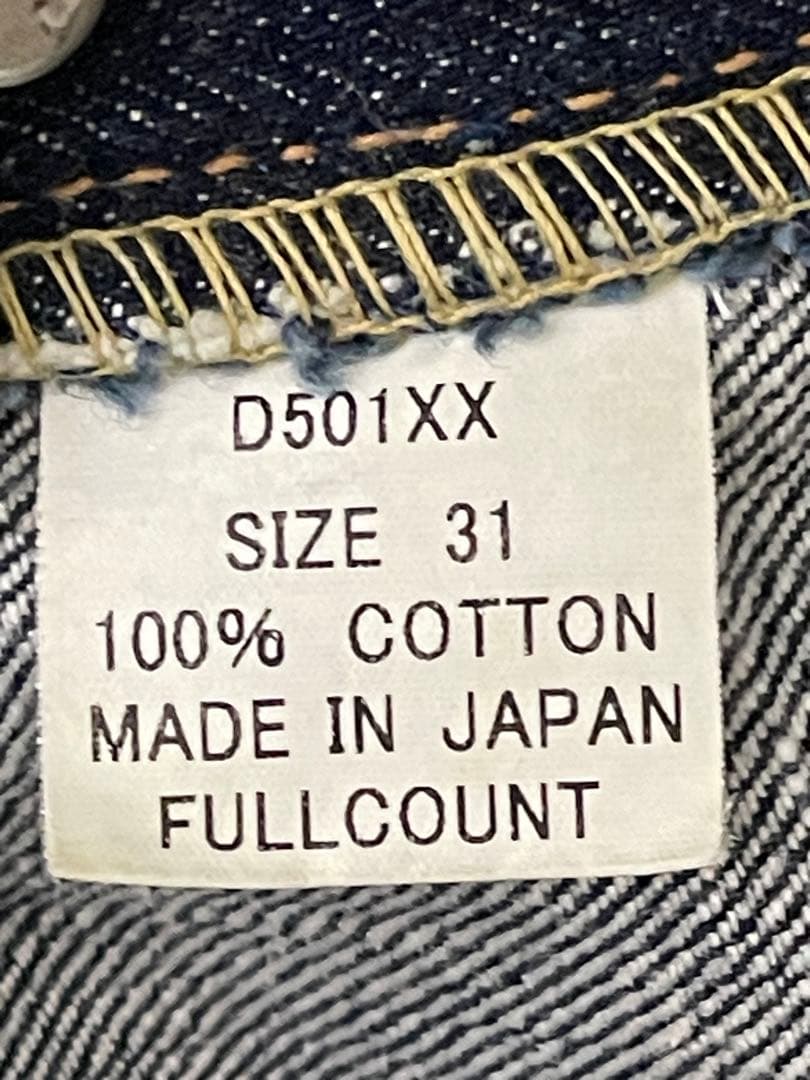 D501XX
SIZE 31
100% COTTON
MADE IN JAPAN
FULLCOUNT